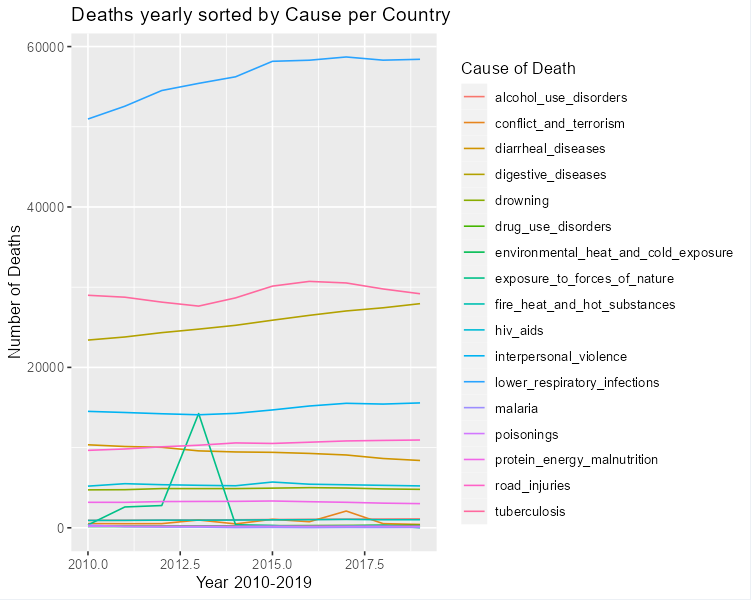 Deaths yearly sorted by Cause per Country
60000
40000
20000
0
2010.0
2012.5
2015.0
2017.5
Number of Deaths
Year 2010-2019
Cause of Death
alcohol_use_disorders
conflict_and_terrorism
diarrheal_diseases
digestive_diseases
drowning
drug_use_disorders
environmental_heat_and_cold_exposure
exposure_to_forces_of_nature
fire_heat_and_hot_substances
hiv_aids
interpersonal_violence
lower_respiratory_infections
malaria
poisonings
protein_energy_malnutrition
road_injuries
tuberculosis